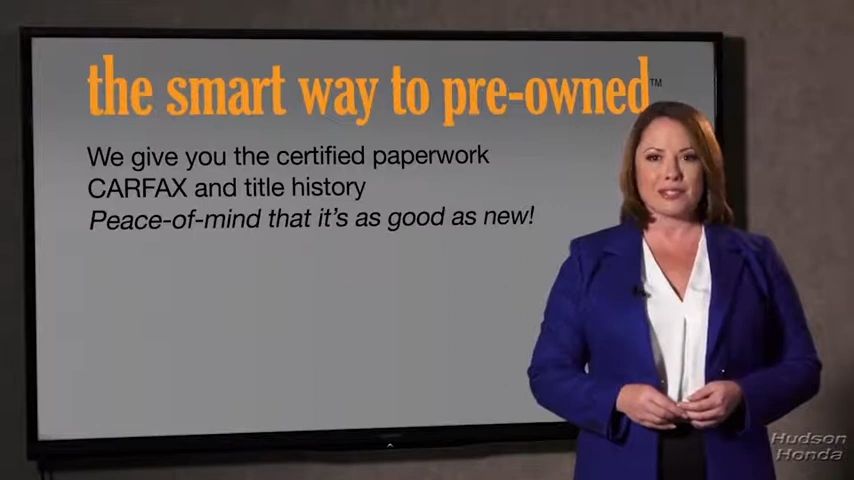 the smart way to pre-owned™
We give you the certified paperwork
CARFAX and title history
Peace-of-mind that it's as good as new!
Hudson
Honda